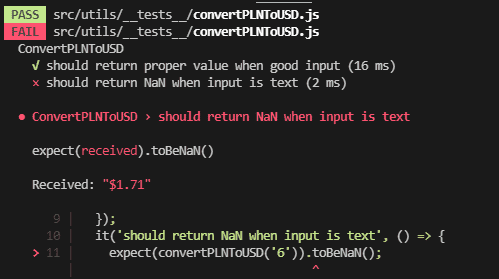 PASS src/utils/__tests__/convertPLNToUSD.js
FAIL src/utils/__tests__/convertPLNToUSD.js
ConvertPLNToUSD
√ should return proper value when good input (16 ms)
× should return NaN when input is text (2 ms)
● ConvertPLNToUSD › should return NaN when input is text
expect(received).toBeNaN()
Received: "$1.71"
9 | });
10 | it('should return NaN when input is text', () => {
> 11 | expect(convertPLNToUSD('6')).toBeNaN();
| ^